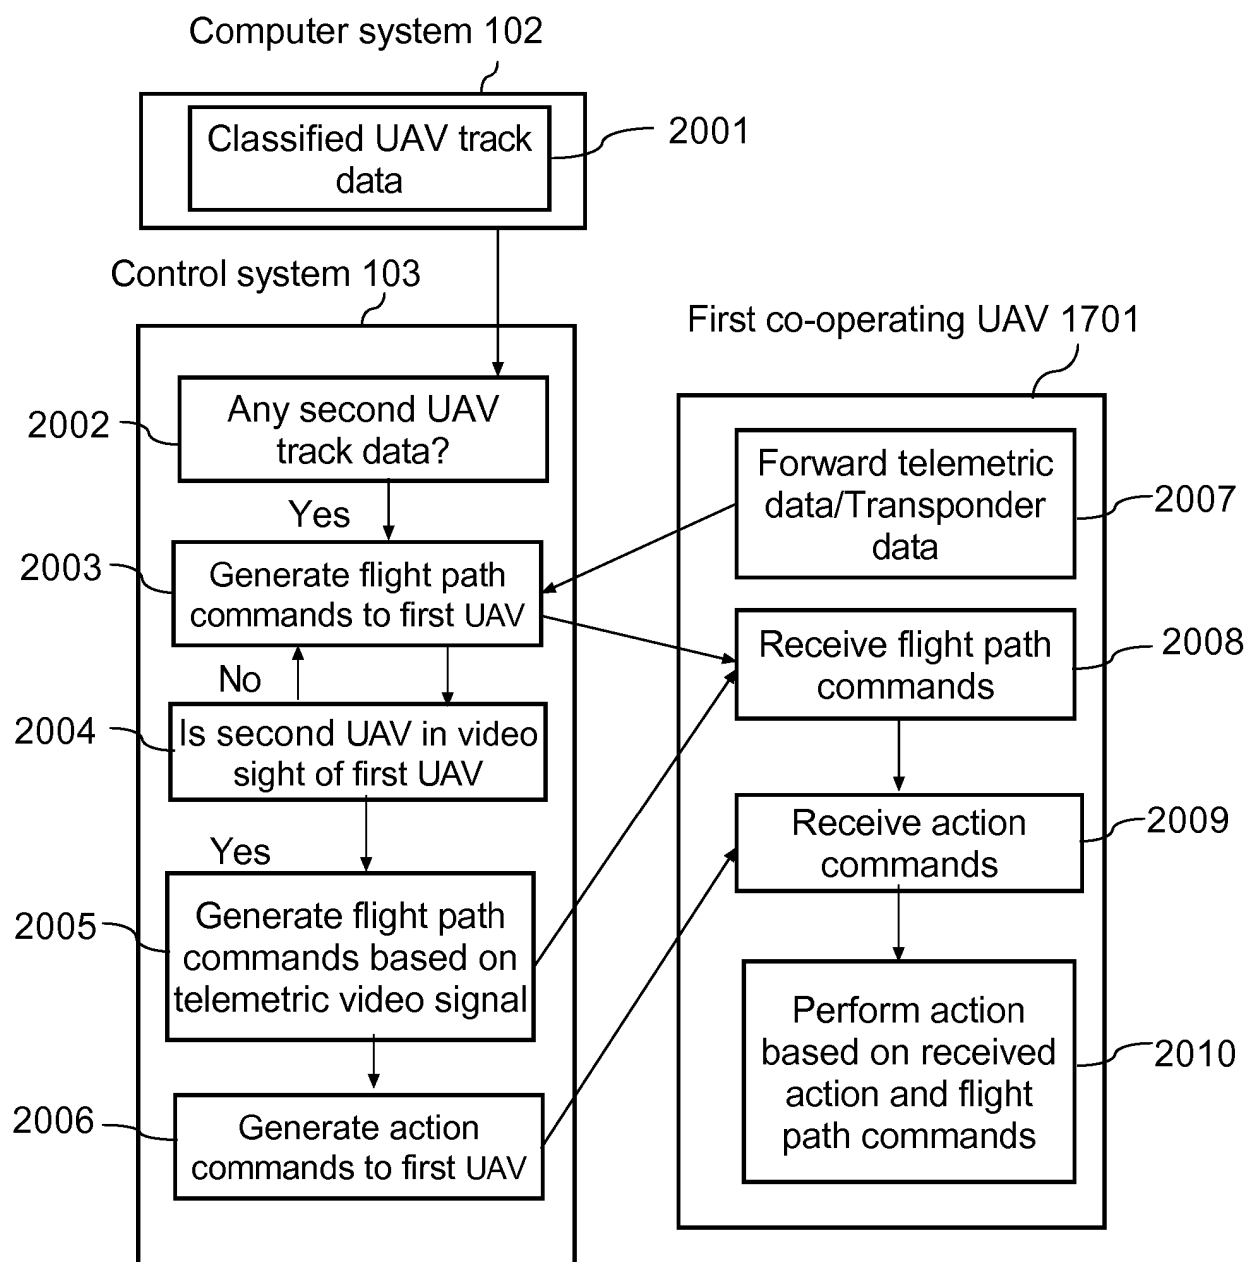 Computer system 102
Classified UAV track
data
2001
Control system 103
Any second UAV
track data?
2002
Yes
Generate flight path
commands to first UAV
2003
No
Is second UAV in video
sight of first UAV
2004
Yes
Generate flight path
commands based on
telemetric video signal
2005
Generate action
commands to first UAV
2006
First co-operating UAV 1701
Forward telemetric
data/Transponder
data
2007
Receive flight path
commands
2008
Receive action
commands
2009
Perform action
based on received
action and flight
path commands
2010